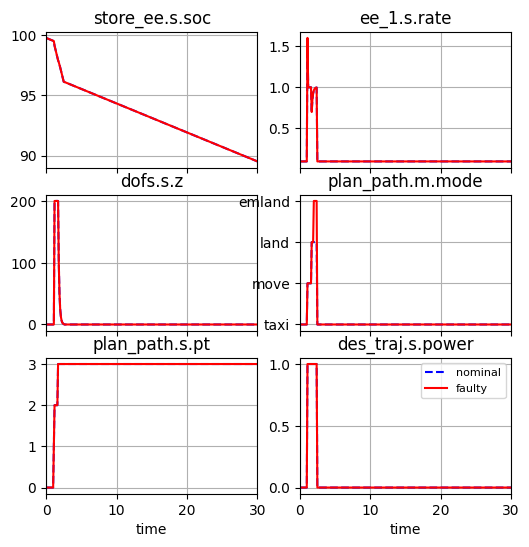 store_ee.s.soc
ee_1.s.rate
100
95
90
1.5
1.0
0.5
dofs.s.z
plan_path.m.mode
200
100
0
emland
land
move
taxi
plan_path.s.pt
des_traj.s.power
3
2
1
0
1.0
0.5
0.0
nominal
faulty
0 10 20 30
0 10 20 30
time
time